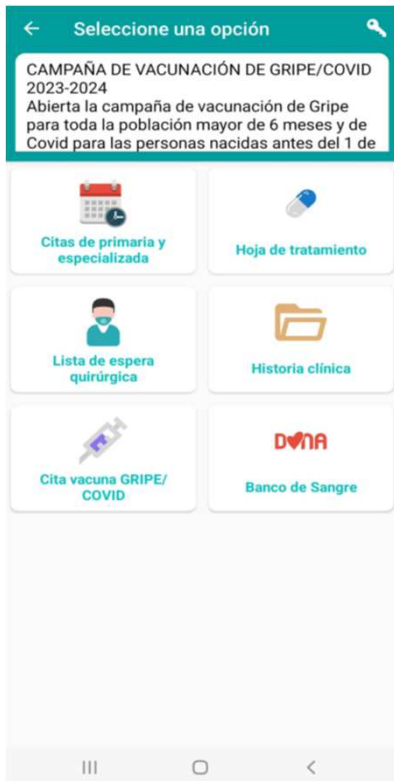 Seleccione una opción
CAMPAÑA DE VACUNACIÓN DE GRIPE/COVID
2023-2024
Abierta la campaña de vacunación de Gripe
para toda la población mayor de 6 meses y de
Covid para las personas nacidas antes del 1 de
Citas de primaria y
especializada
Hoja de tratamiento
Lista de espera
quirúrgica
Historia clínica
Cita vacuna GRIPE/
COVID
DONA
Banco de Sangre